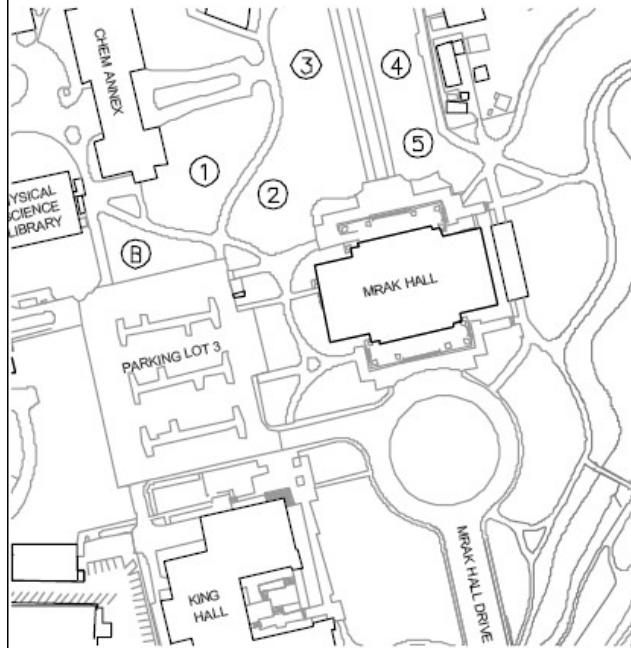 CHEM ANNEX
3
4
5
1
2
YSICAL
SCIENCE
LIBRARY
B
MRAK HALL
PARKING LOT 3
MRAK HALL DRIVE
KING
HALL